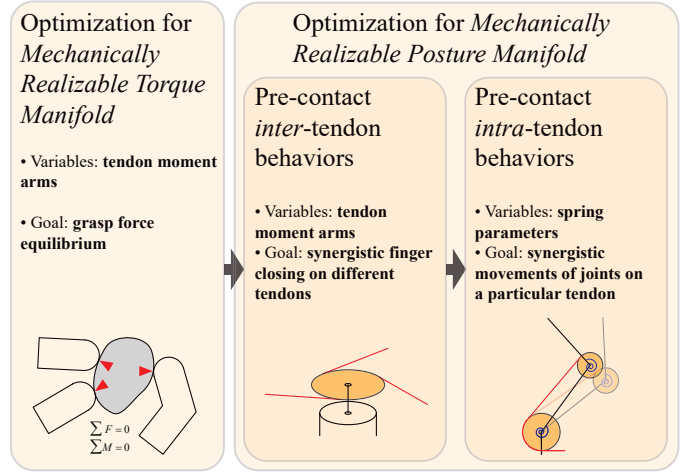 Optimization for
Mechanically
Realizable Torque
Manifold
• Variables: tendon moment
arms
• Goal: grasp force
equilibrium
∑F = 0
∑M = 0
Optimization for Mechanically
Realizable Posture Manifold
Pre-contact
inter-tendon
behaviors
• Variables: tendon
moment arms
• Goal: synergistic finger
closing on different
tendons
Pre-contact
intra-tendon
behaviors
• Variables: spring
parameters
• Goal: synergistic
movements of joints on
a particular tendon